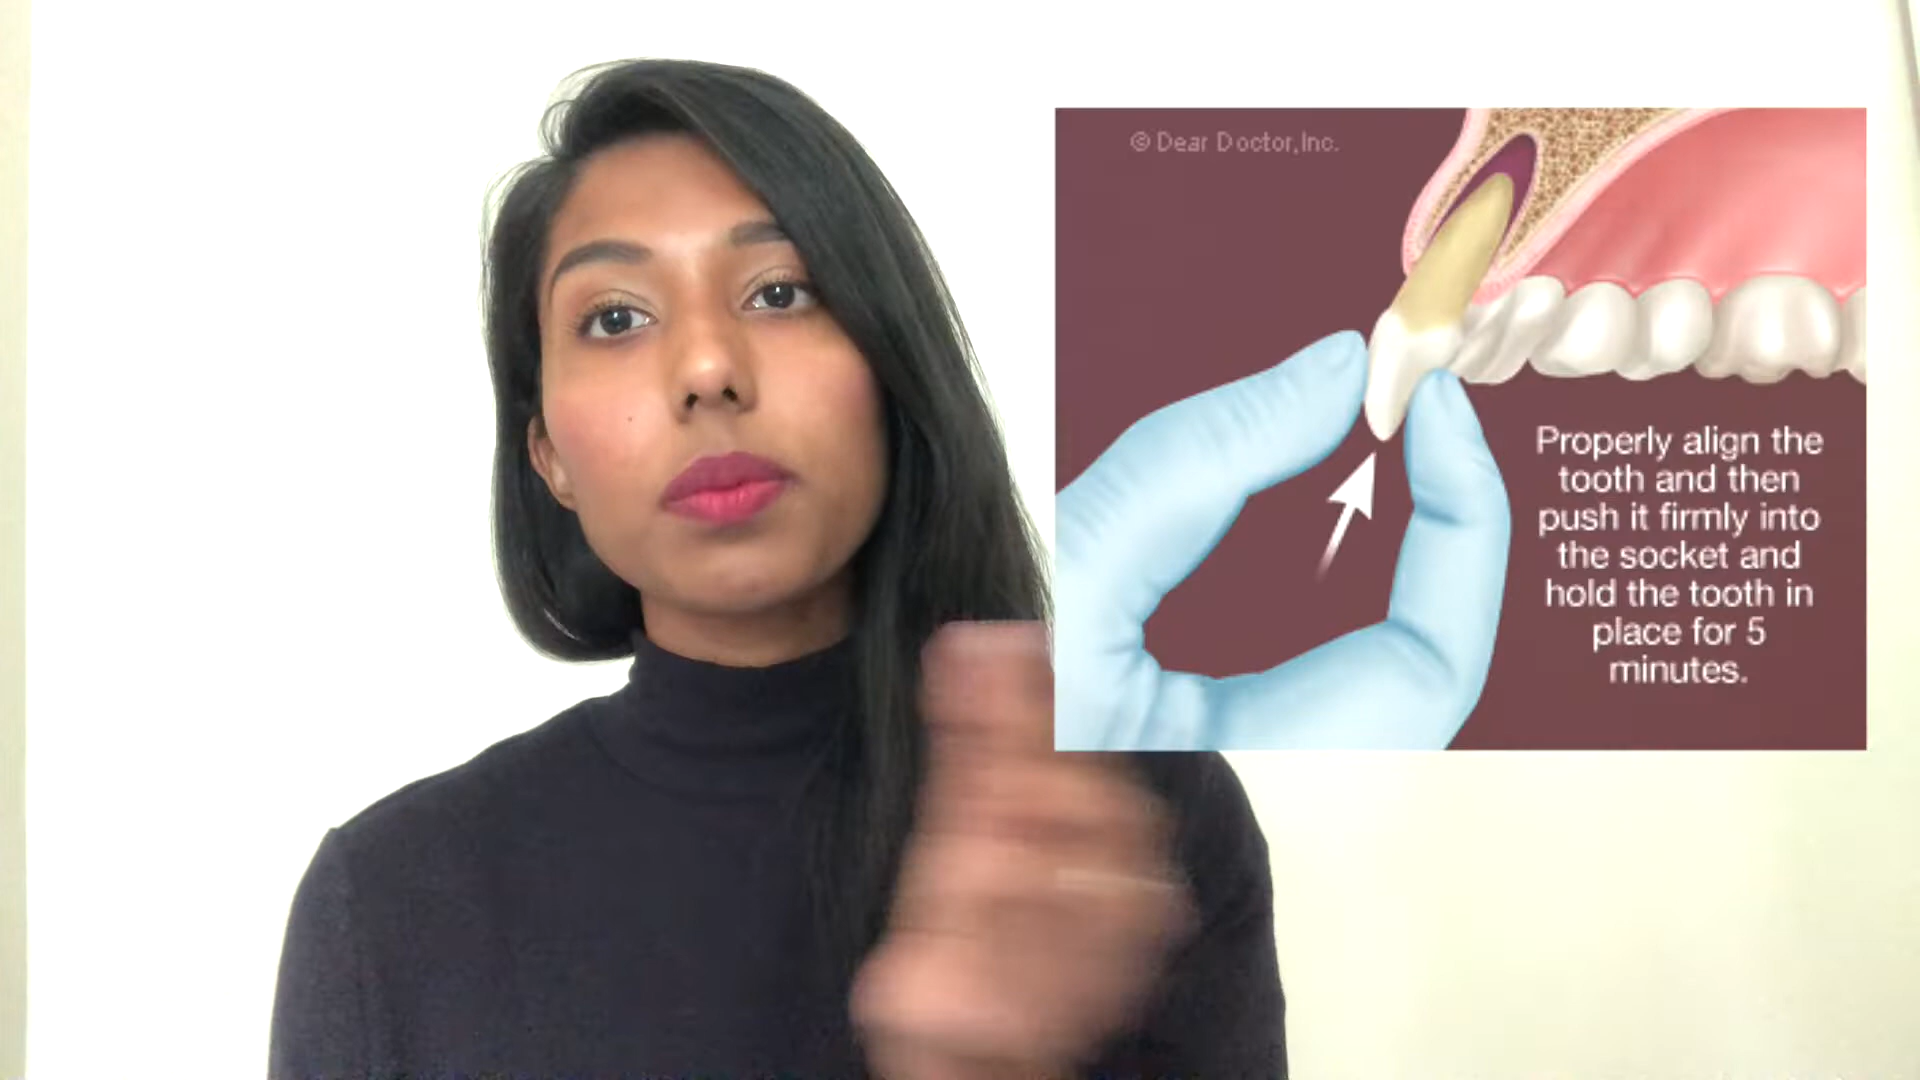 © Dear Doctor,Inc.
Properly align the
tooth and then
push it firmly into
the socket and
hold the tooth in
place for 5
minutes.